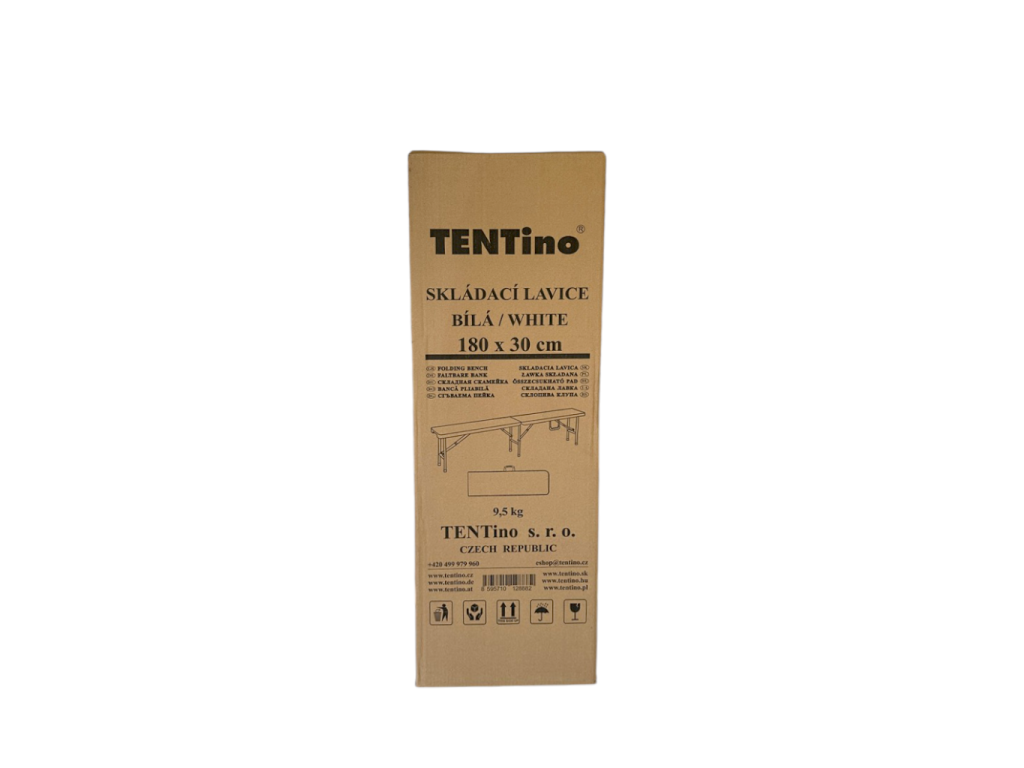 TENTino®
SKLÁDACÍ LAVICE
BÍLÁ / WHITE
180 x 30 cm
FOLDING BENCH SKLADACIA LAVICA
FALTBARE BANK ŁAWKA SKŁADANA
СКЛАДНАЯ СКАМЕЙКА ÖSSZECSUKHATÓ PAD
BANCĂ PLIABILĂ СКЛАДАНА ЛАВКА
СГЪВАЕМА ПЕЙКА СКЛОПИВА КЛУПА
9,5 kg
TENTino s. r. o.
CZECH REPUBLIC
+420 499 979 960 eshop@tentino.cz
www.tentino.cz www.tentino.sk
www.tentino.de www.tentino.hu
www.tentino.at www.tentino.pl
8 595710